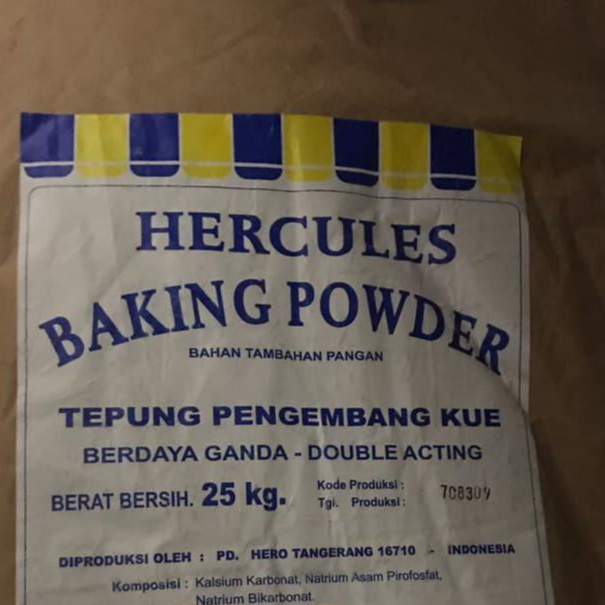 HERCULES
BAKING POWDER
BAHAN TAMBAHAN PANGAN
TEPUNG PENGEMBANG KUE
BERDAYA GANDA - DOUBLE ACTING
BERAT BERSIH. 25 kg.
Kode Produksi : 708309
Tgl. Produksi :
DIPRODUKSI OLEH : PD. HERO TANGERANG 16710 - INDONESIA
Komposisi : Kalsium Karbonat, Natrium Asam Pirofosfat,
Natrium Bikarbonat.